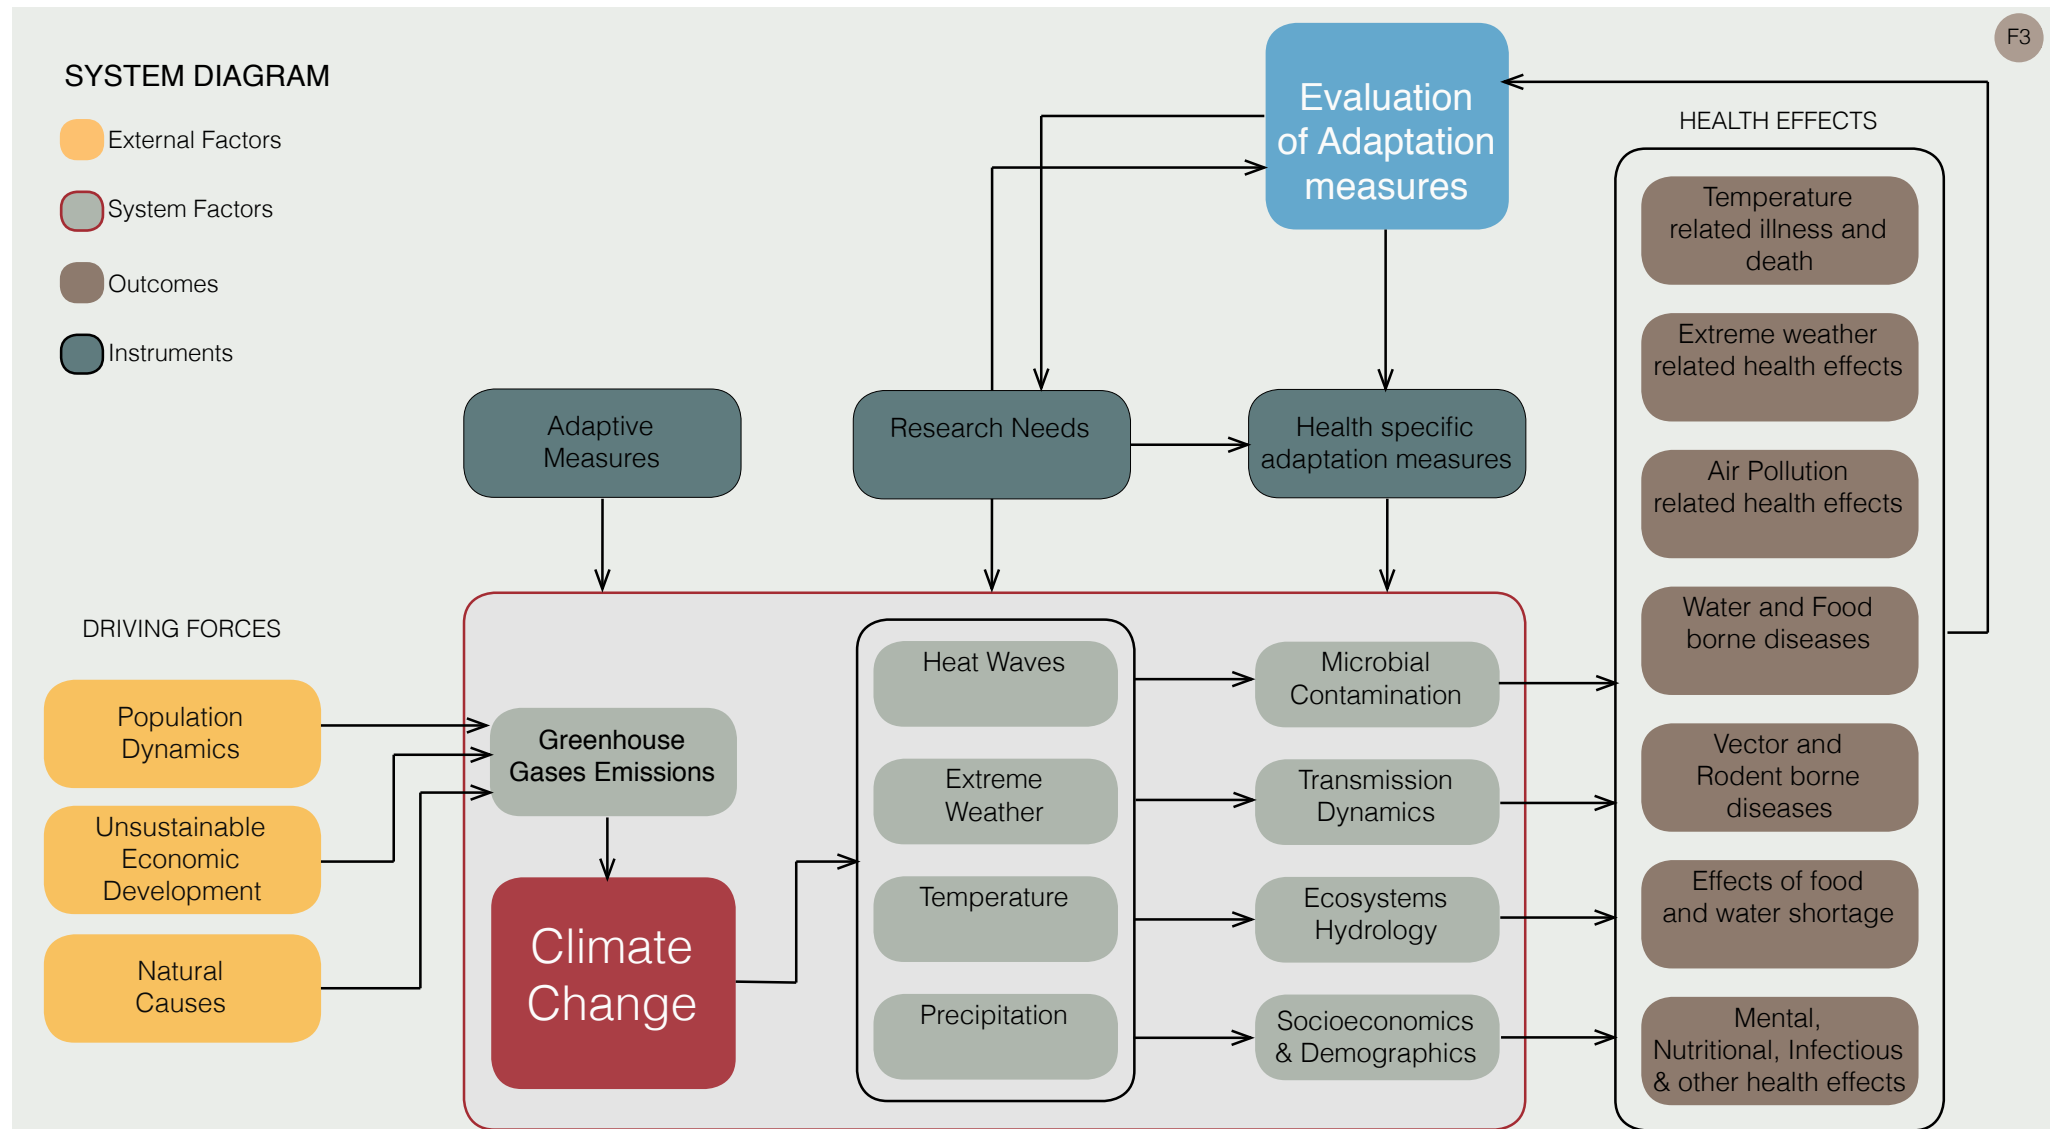 F3
SYSTEM DIAGRAM
External Factors
System Factors
Outcomes
Instruments
Evaluation
of Adaptation
measures
HEALTH EFFECTS
Temperature
related illness and
death
Extreme weather
related health effects
Air Pollution
related health effects
Water and Food
borne diseases
Vector and
Rodent borne
diseases
Effects of food
and water shortage
Mental,
Nutritional, Infectious
& other health effects
Adaptive
Measures
Research Needs
Health specific
adaptation measures
DRIVING FORCES
Population
Dynamics
Unsustainable
Economic
Development
Natural
Causes
Greenhouse
Gases Emissions
Climate
Change
Heat Waves
Extreme
Weather
Temperature
Precipitation
Microbial
Contamination
Transmission
Dynamics
Ecosystems
Hydrology
Socioeconomics
& Demographics